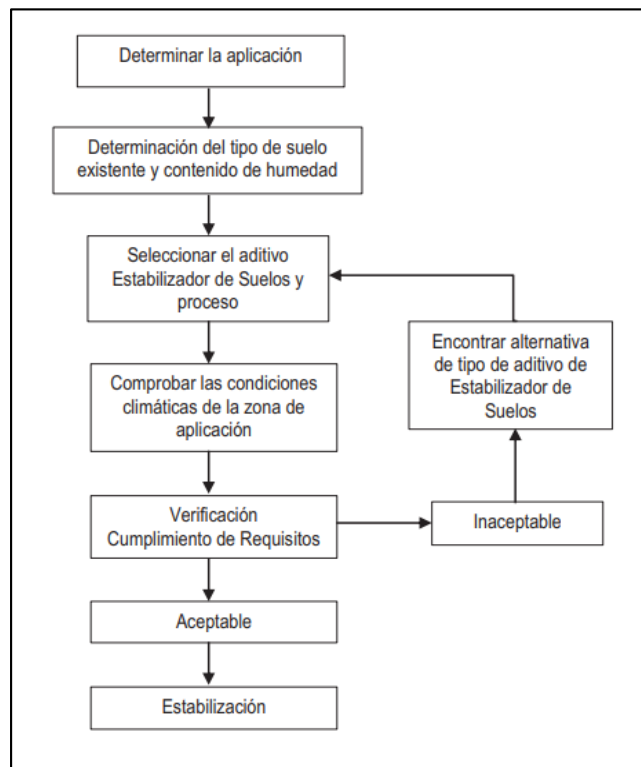 Determinar la aplicación
Determinación del tipo de suelo
existente y contenido de humedad
Seleccionar el aditivo
Estabilizador de Suelos y
proceso
Comprobar las condiciones
climáticas de la zona de
aplicación
Verificación
Cumplimiento de Requisitos
Inaceptable
Encontrar alternativa
de tipo de aditivo de
Estabilizador de
Suelos
Aceptable
Estabilización